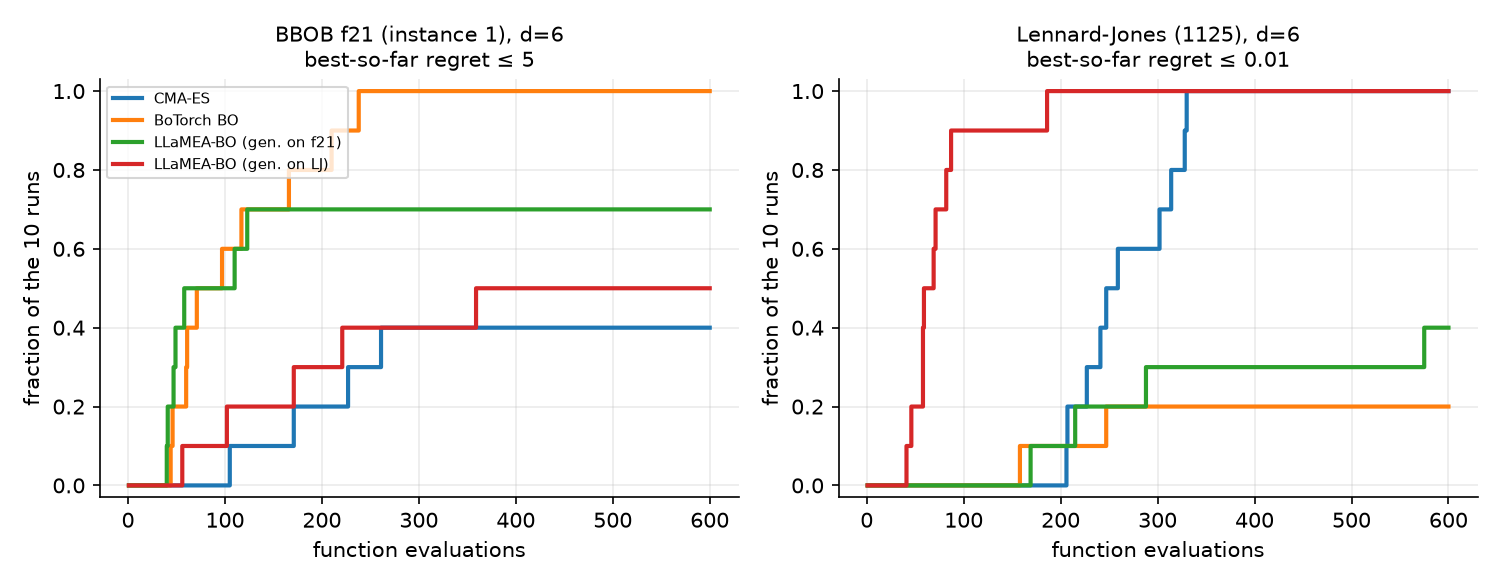 BBOB f21 (instance 1), d=6
best-so-far regret ≤ 5
1.0
0.8
0.6
0.4
0.2
0.0
fraction of the 10 runs
CMA-ES
BoTorch BO
LLaMEA-BO (gen. on f21)
LLaMEA-BO (gen. on LJ)
0 100 200 300 400 500 600
function evaluations
Lennard-Jones (1125), d=6
best-so-far regret ≤ 0.01
1.0
0.8
0.6
0.4
0.2
0.0
fraction of the 10 runs
0 100 200 300 400 500 600
function evaluations